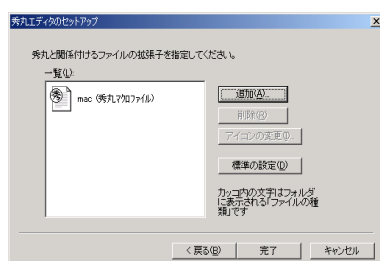 秀丸エディタのセットアップ
秀丸と関係付けるファイルの拡張子を指定してください。
一覧(L):
mac (秀丸マクロファイル)
追加(A)...
削除(R)
アイコンの変更(I)...
標準の設定(D)
カッコ内の文字はフォルダ
に表示される「ファイルの種
類」です
< 戻る(B)
完了
キャンセル